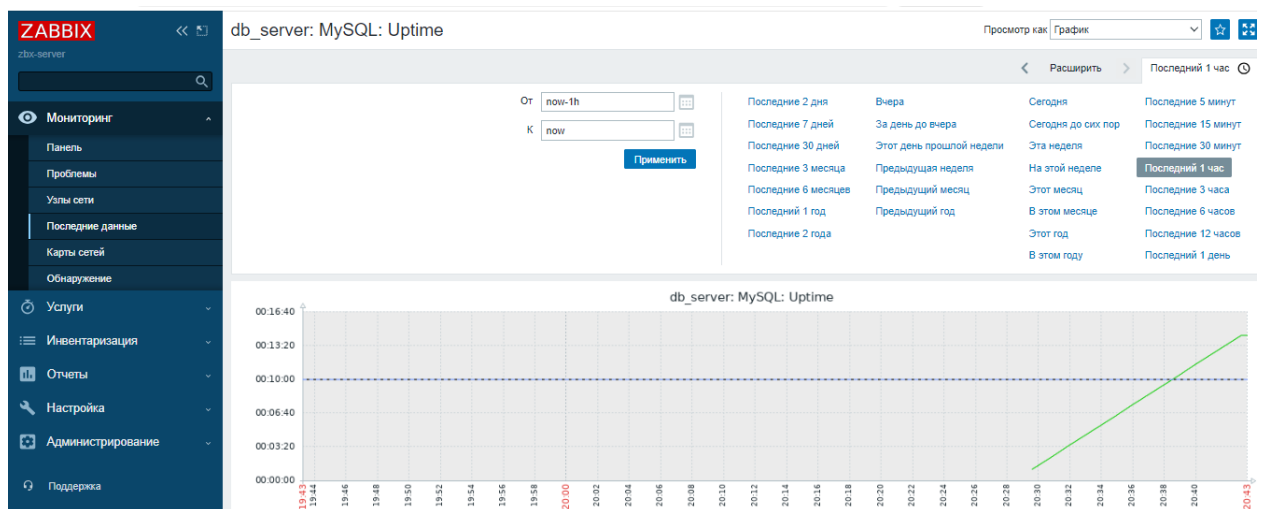 ZABBIX
db_server: MySQL: Uptime
Просмотр как График
zbx-server
Расширить Последний 1 час
От now-1h
К now
Применить
Последние 2 дня Вчера Сегодня Последние 5 минут
Последние 7 дней За день до вчера Сегодня до сих пор Последние 15 минут
Последние 30 дней Этот день прошлой недели Эта неделя Последние 30 минут
Последние 3 месяца Предыдущая неделя На этой неделе Последний 1 час
Последние 6 месяцев Предыдущий месяц Этот месяц Последние 3 часа
Последний 1 год Предыдущий год В этом месяце Последние 6 часов
Последние 2 года Этот год Последние 12 часов
В этом году Последний 1 день
Мониторинг
Панель
Проблемы
Узлы сети
Последние данные
Карты сетей
Обнаружение
Услуги
Инвентаризация
Отчеты
Настройка
Администрирование
Поддержка
db_server: MySQL: Uptime
00:16:40
00:13:20
00:10:00
00:06:40
00:03:20
00:00:00
19:43 19:44 19:46 19:48 19:50 19:52 19:54 19:56 19:58 20:00 20:02 20:04 20:06 20:08 20:10 20:12 20:14 20:16 20:18 20:20 20:22 20:24 20:26 20:28 20:30 20:32 20:34 20:36 20:38 20:40 20:43